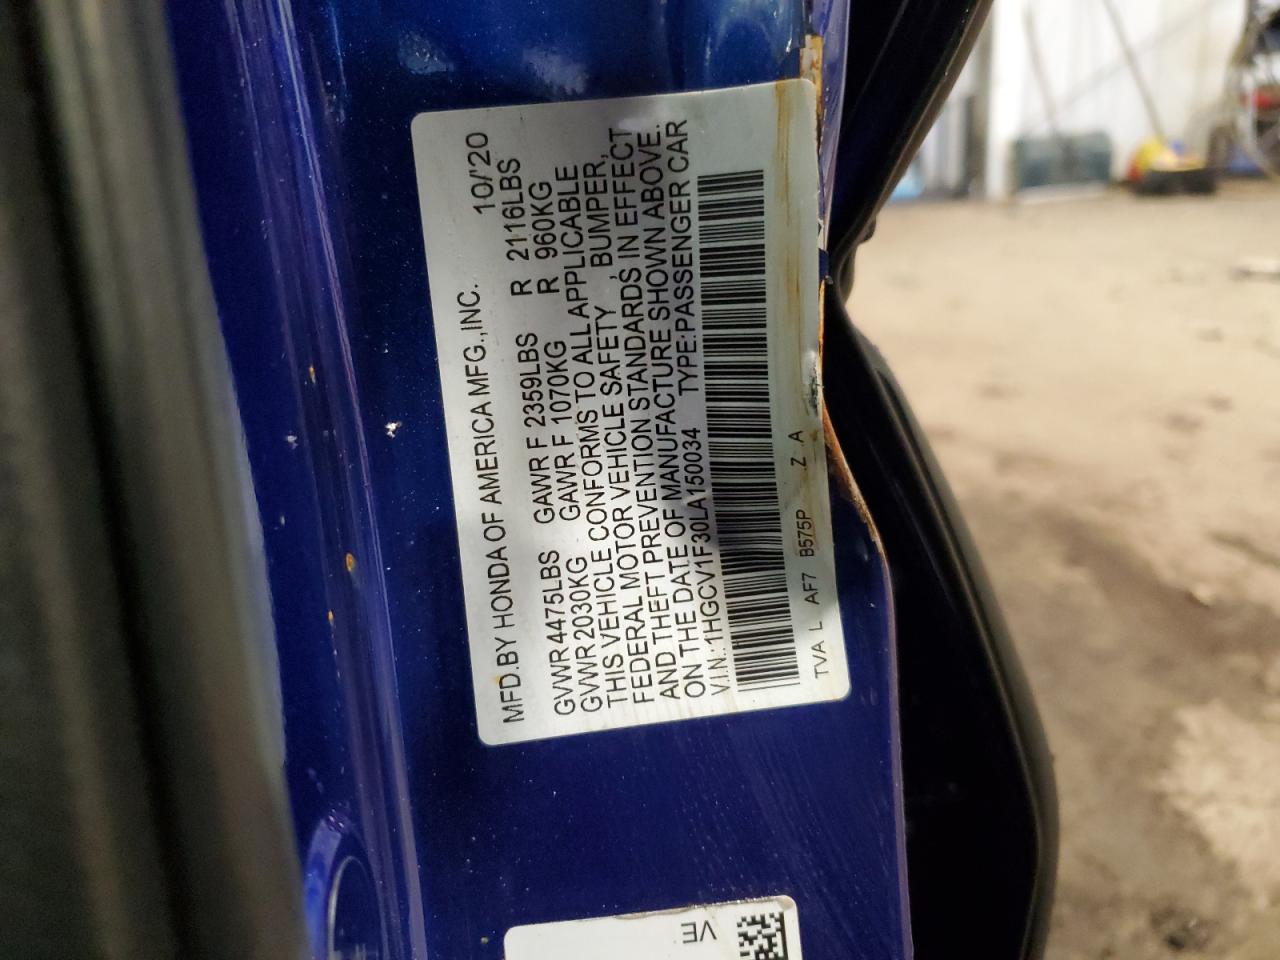 MFD.BY HONDA OF AMERICA MFG.,INC. 10/'20
GVWR 4475LBS GAWR F 2359LBS R 2116LBS
GVWR 2030KG GAWR F 1070KG R 960KG
THIS VEHICLE CONFORMS TO ALL APPLICABLE
FEDERAL MOTOR VEHICLE SAFETY , BUMPER,
AND THEFT PREVENTION STANDARDS IN EFFECT
ON THE DATE OF MANUFACTURE SHOWN ABOVE.
V.I.N.:1HGCV1F30LA150034 TYPE:PASSENGER CAR
TVA L AF7 B575P Z A
VE